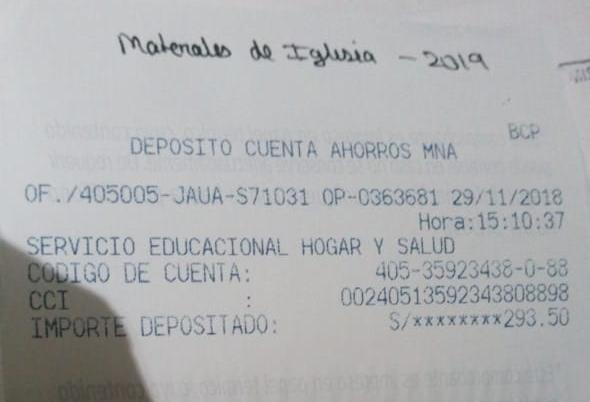 Materiales de Iglesia - 2019
BCP
DEPOSITO CUENTA AHORROS MNA
OF./405005-JAUA-S71031 OP-0363681 29/11/2018
Hora:15:10:37
SERVICIO EDUCACIONAL HOGAR Y SALUD
CODIGO DE CUENTA: 405-35923438-0-88
CCI : 00240513592343808898
IMPORTE DEPOSITADO: S/********293.50